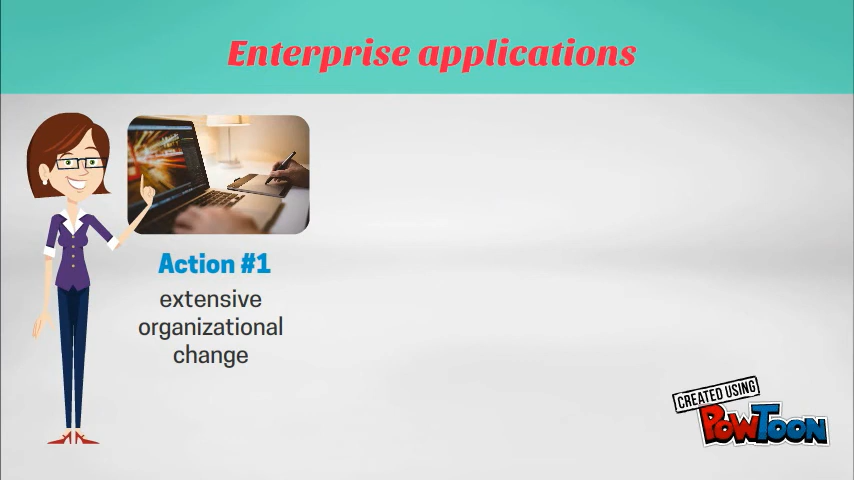 Enterprise applications
Action #1
extensive
organizational
change
CREATED USING
POWTOON